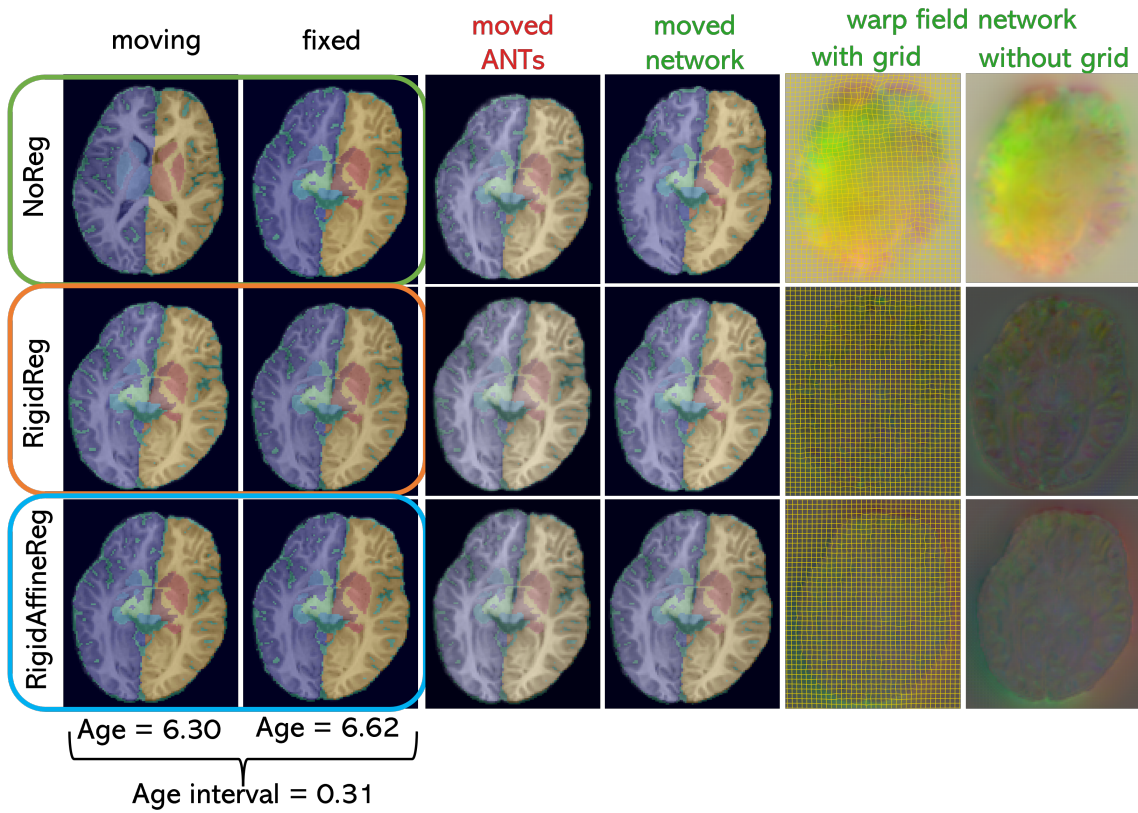 moving
fixed
moved
ANTs
moved
network
warp field network
with grid
without grid
NoReg
RigidReg
RigidAffineReg
Age = 6.30
Age = 6.62
Age interval = 0.31